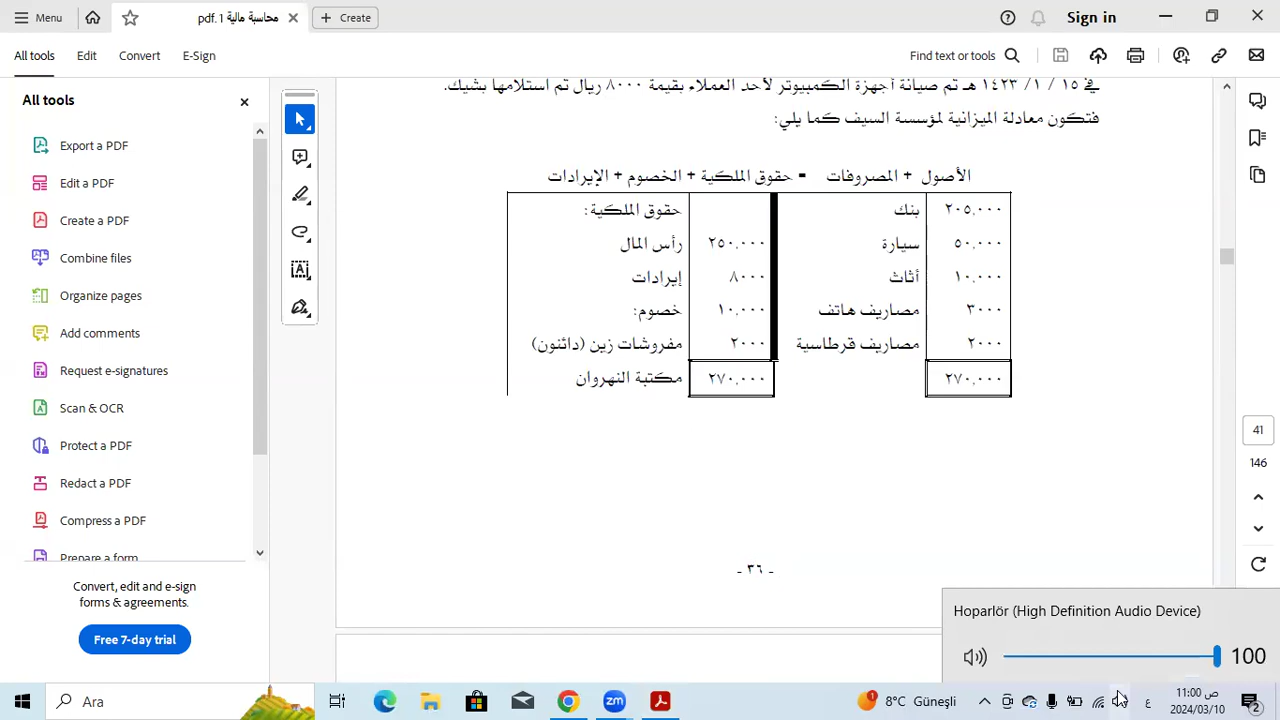 Menu
محاسبة مالية 1.pdf
Create
Sign in
All tools
Edit
Convert
E-Sign
Find text or tools
All tools
Export a PDF
Edit a PDF
Create a PDF
Combine files
Organize pages
Add comments
Request e-signatures
Scan & OCR
Protect a PDF
Redact a PDF
Compress a PDF
Prepare a form
Convert, edit and e-sign
forms & agreements.
Free 7-day trial
في ١٥ / ١/ ١٤٢٣ هـ تم صيانة أجهزة الكمبيوتر لأحد العملاء بقيمة ٨٠٠٠ ريال تم استلامها بشيك.
فتكون معادلة الميزانية لمؤسسة السيف كما يلي:
الأصول + المصروفات = حقوق الملكية + الخصوم + الإيرادات
٢٠٥,٠٠٠ بنك حقوق الملكية:
٥٠,٠٠٠ سيارة ٢٥٠,٠٠٠ رأس المال
١٠,٠٠٠ أثاث ٨٠٠٠ إيرادات
٣٠٠٠ مصاريف هاتف ١٠,٠٠٠ خصوم:
٢٠٠٠ مصاريف قرطاسية ٢٠٠٠ مفروشات زين (دائنون)
٢٧٠,٠٠٠ ٢٧٠,٠٠٠ مكتبة النهروان
- ٣٦ -
41
146
Hoparlör (High Definition Audio Device)
100
Ara
1
8°C Güneşli
ع
ص 1:00
2024/03/10
2